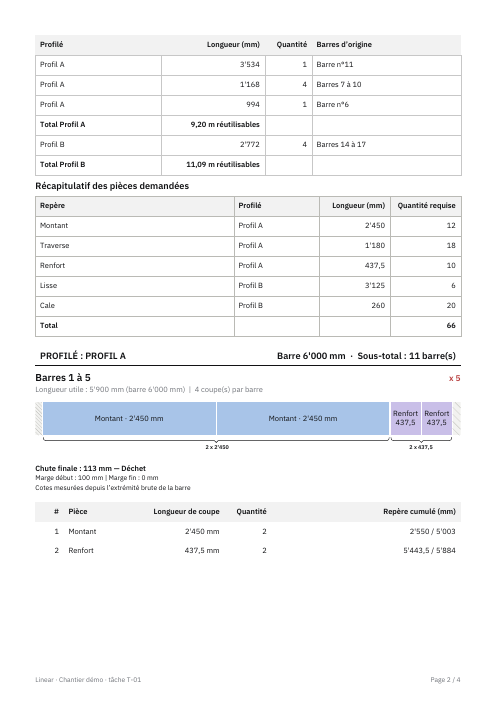 Profilé Longueur (mm) Quantité Barres d'origine
Profil A 3'534 1 Barre n°11
Profil A 1'168 4 Barres 7 à 10
Profil A 994 1 Barre n°6
Total Profil A 9,20 m réutilisables
Profil B 2'772 4 Barres 14 à 17
Total Profil B 11,09 m réutilisables
Récapitulatif des pièces demandées
Repère Profilé Longueur (mm) Quantité requise
Montant Profil A 2'450 12
Traverse Profil A 1'180 18
Renfort Profil A 437,5 10
Lisse Profil B 3'125 6
Cale Profil B 260 20
Total 66
PROFILÉ : PROFIL A Barre 6'000 mm · Sous-total : 11 barre(s)
Barres 1 à 5 x 5
Longueur utile : 5'900 mm (barre 6'000 mm) | 4 coupe(s) par barre
Montant · 2'450 mm Montant · 2'450 mm Renfort 437,5 Renfort 437,5
2 x 2'450 2 x 437,5
Chute finale : 113 mm — Déchet
Marge début : 100 mm | Marge fin : 0 mm
Cotes mesurées depuis l'extrémité brute de la barre
# Pièce Longueur de coupe Quantité Repère cumulé (mm)
1 Montant 2'450 mm 2 2'550 / 5'003
2 Renfort 437,5 mm 2 5'443,5 / 5'884
Linear · Chantier démo · tâche T-01 Page 2 / 4